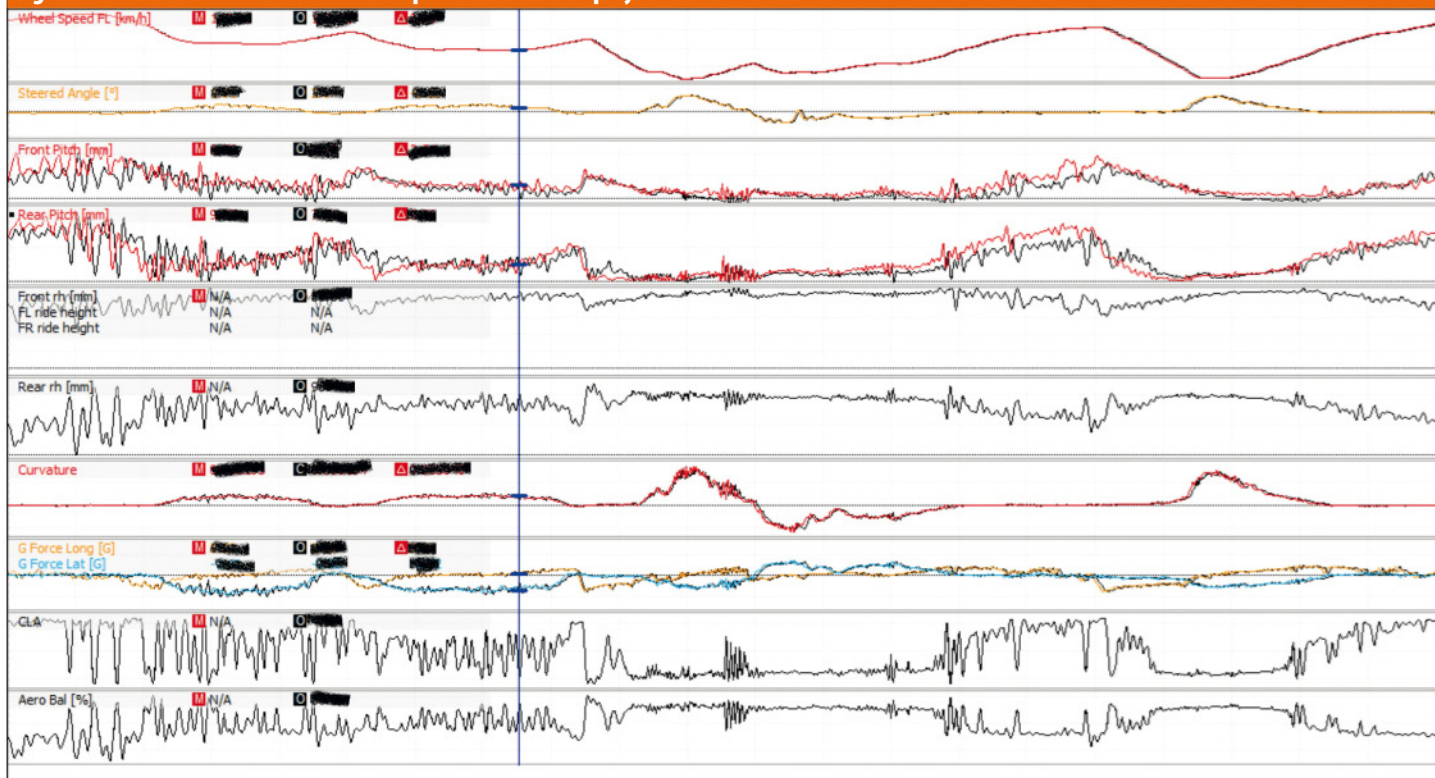 Wheel Speed FL [km/h] M O Δ
Steered Angle [°] M O Δ
Front Pitch [mm] M O Δ
Rear Pitch [mm] M O Δ
Front rh [mm] M N/A O
FL ride height N/A N/A
FR ride height N/A N/A
Rear rh [mm] M N/A O 9
Curvature M Δ
G Force Long [G] M O Δ
G Force Lat [G]
CLA M N/A O
Aero Bal [%] M N/A O